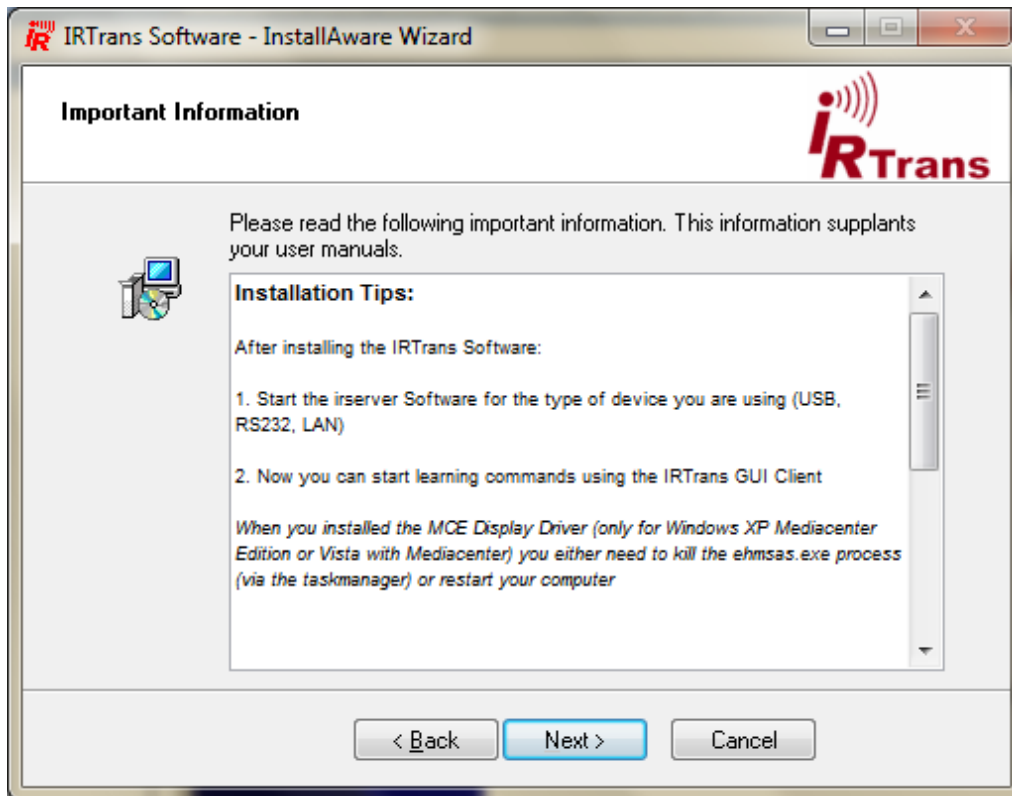 IRTrans Software - InstallAware Wizard
Important Information
IRTrans
Please read the following important information. This information supplants
your user manuals.
Installation Tips:
After installing the IRTrans Software:
1. Start the irserver Software for the type of device you are using (USB,
RS232, LAN)
2. Now you can start learning commands using the IRTrans GUI Client
When you installed the MCE Display Driver (only for Windows XP Mediacenter
Edition or Vista with Mediacenter) you either need to kill the ehmsas.exe process
(via the taskmanager) or restart your computer
< Back
Next >
Cancel